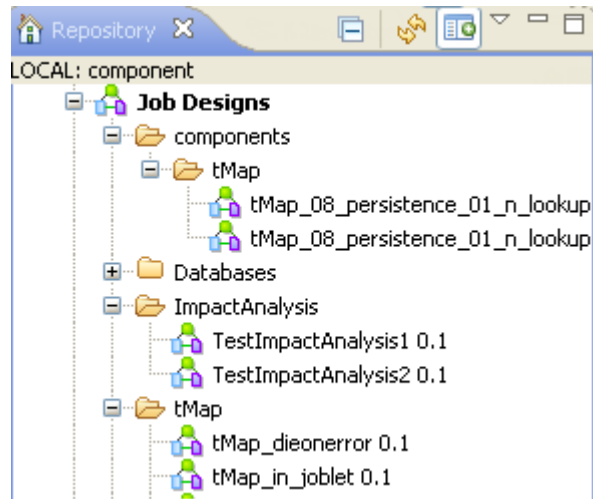 Repository
LOCAL: component
Job Designs
components
tMap
tMap_08_persistence_01_n_lookup
tMap_08_persistence_01_n_lookup
Databases
ImpactAnalysis
TestImpactAnalysis1 0.1
TestImpactAnalysis2 0.1
tMap
tMap_dieonerror 0.1
tMap_in_joblet 0.1